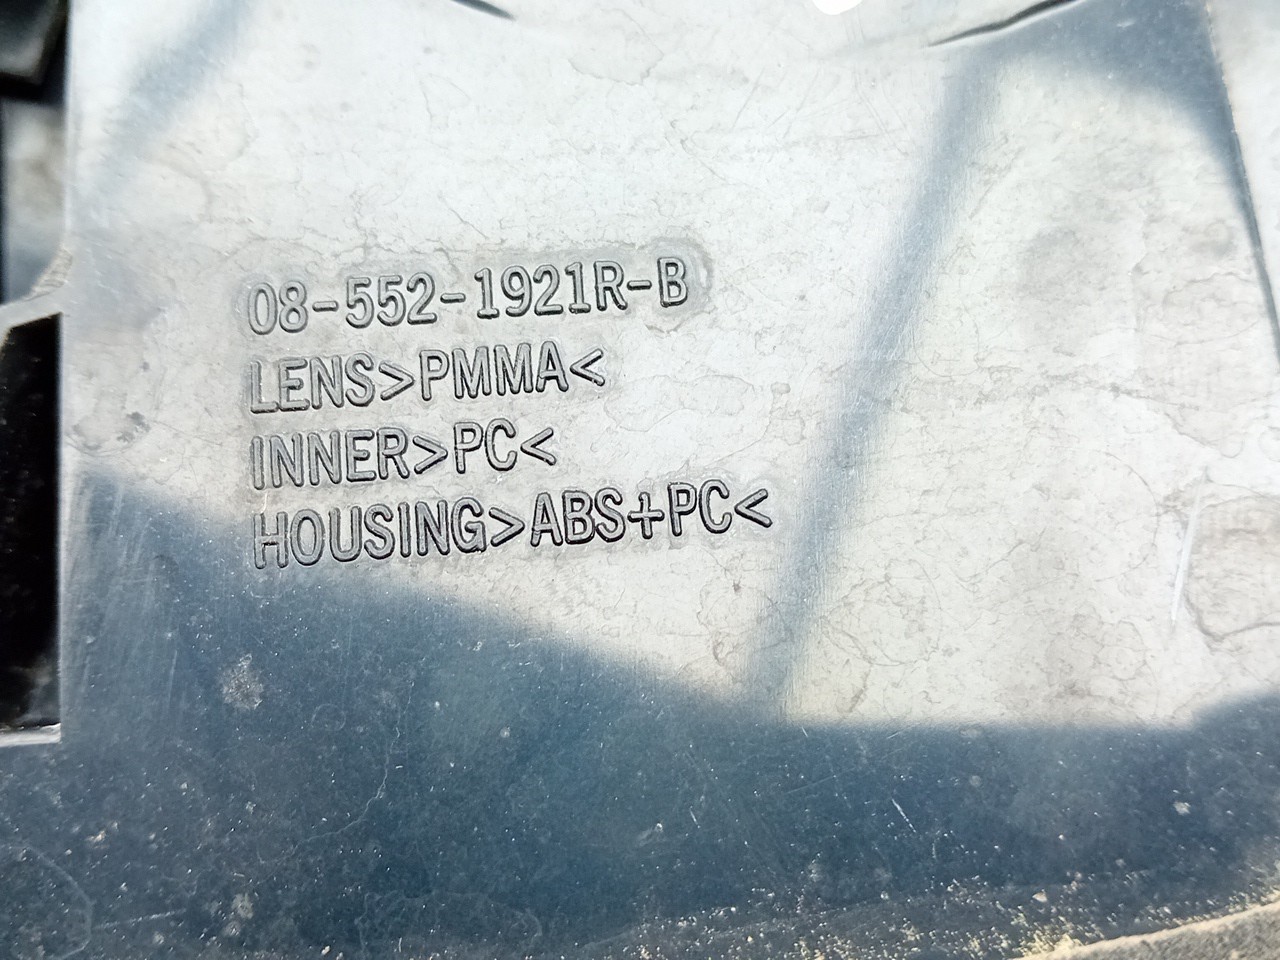 08-552-1921R-B
LENS>PMMA<
INNER>PC<
HOUSING>ABS+PC<